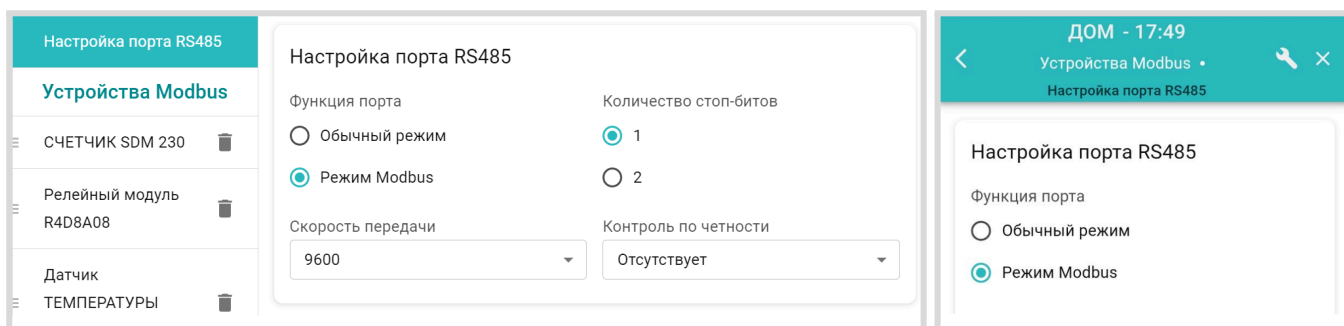 Настройка порта RS485
Устройства Modbus
СЧЕТЧИК SDM 230
Релейный модуль
R4D8A08
Датчик
ТЕМПЕРАТУРЫ
Настройка порта RS485
Функция порта
Обычный режим
Режим Modbus
Количество стоп-битов
1
2
Скорость передачи
9600
Контроль по четности
Отсутствует
ДОМ - 17:49
Устройства Modbus •
Настройка порта RS485
Настройка порта RS485
Функция порта
Обычный режим
Режим Modbus